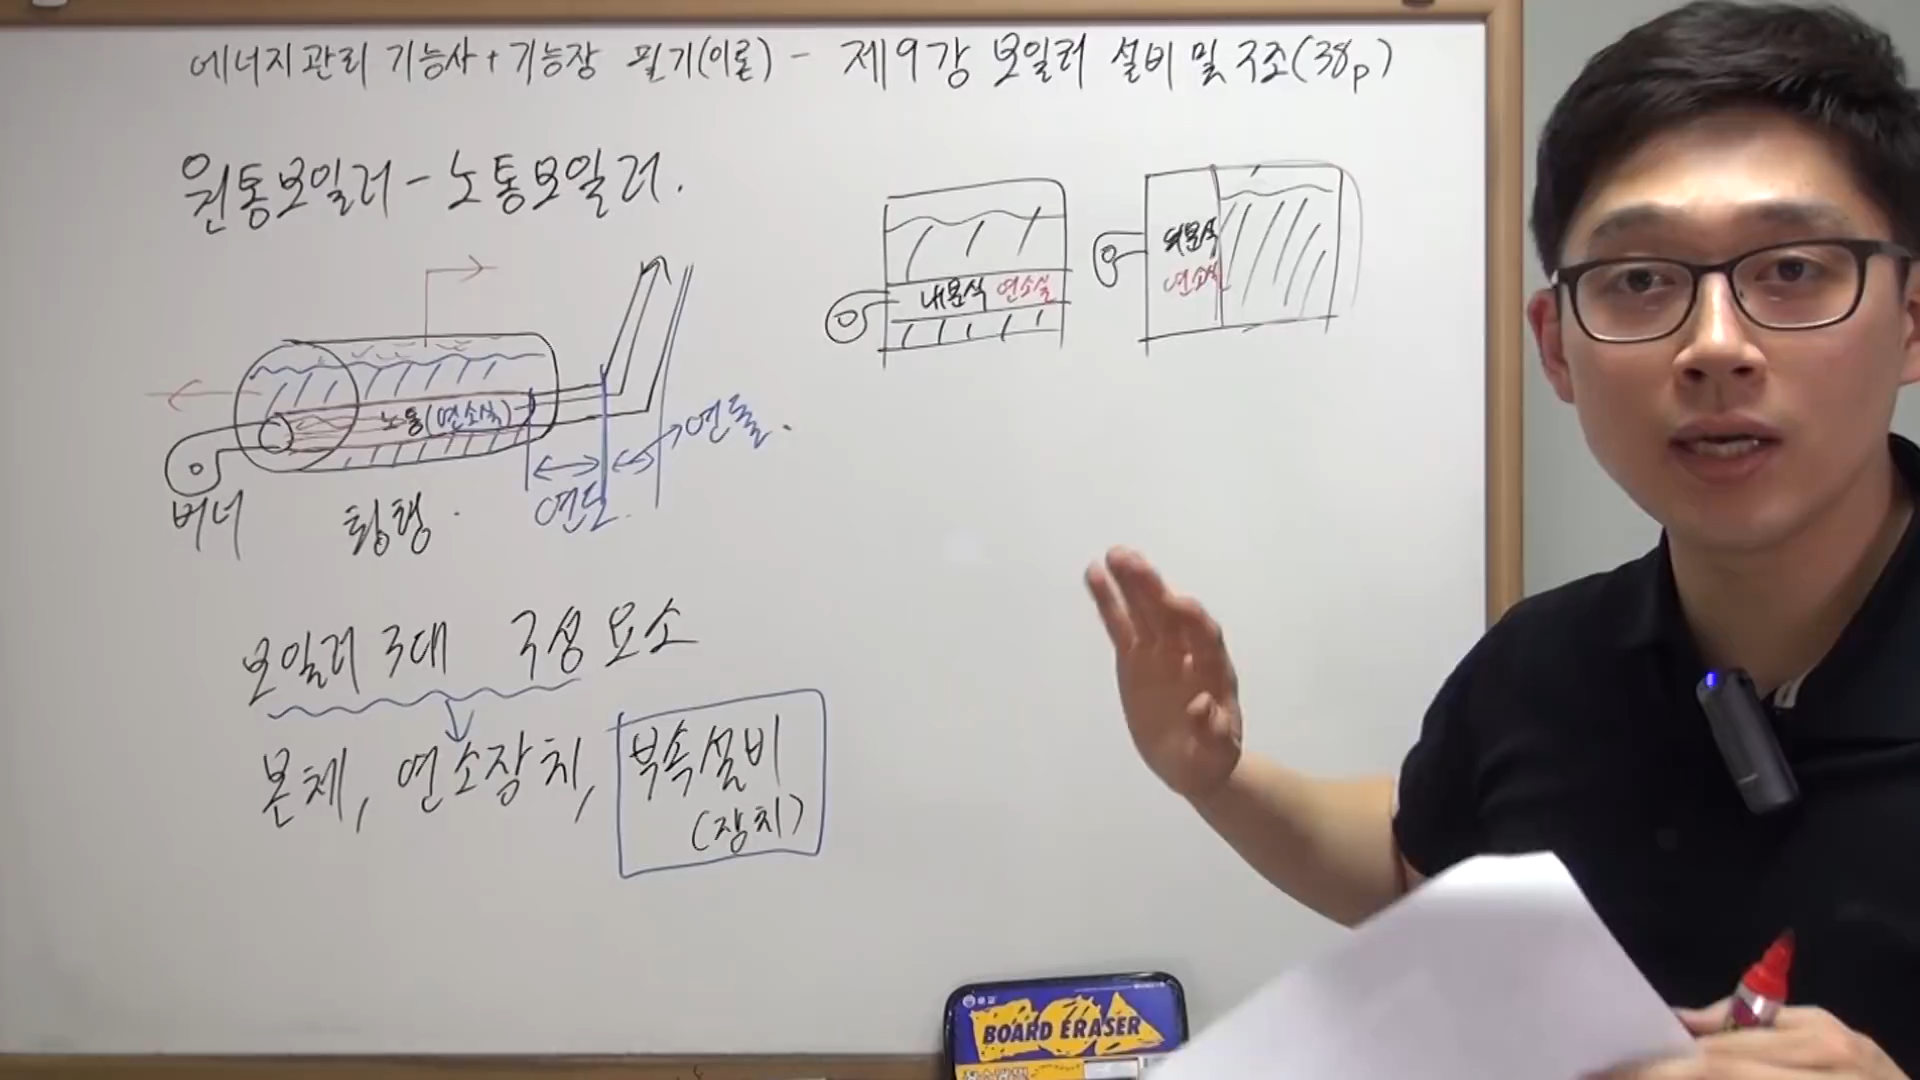 에너지관리 기능사+기능장 필기(이론) - 제9강 보일러 설비 및 구조(38p)
원통보일러-노통보일러.
내분식 연소실
외분식
연소실
노통(연소실)
연돌.
버너
횡형.
연도.
보일러 3대 구성요소
본체, 연소장치, 부속설비
(장치)
BOARD ERASER